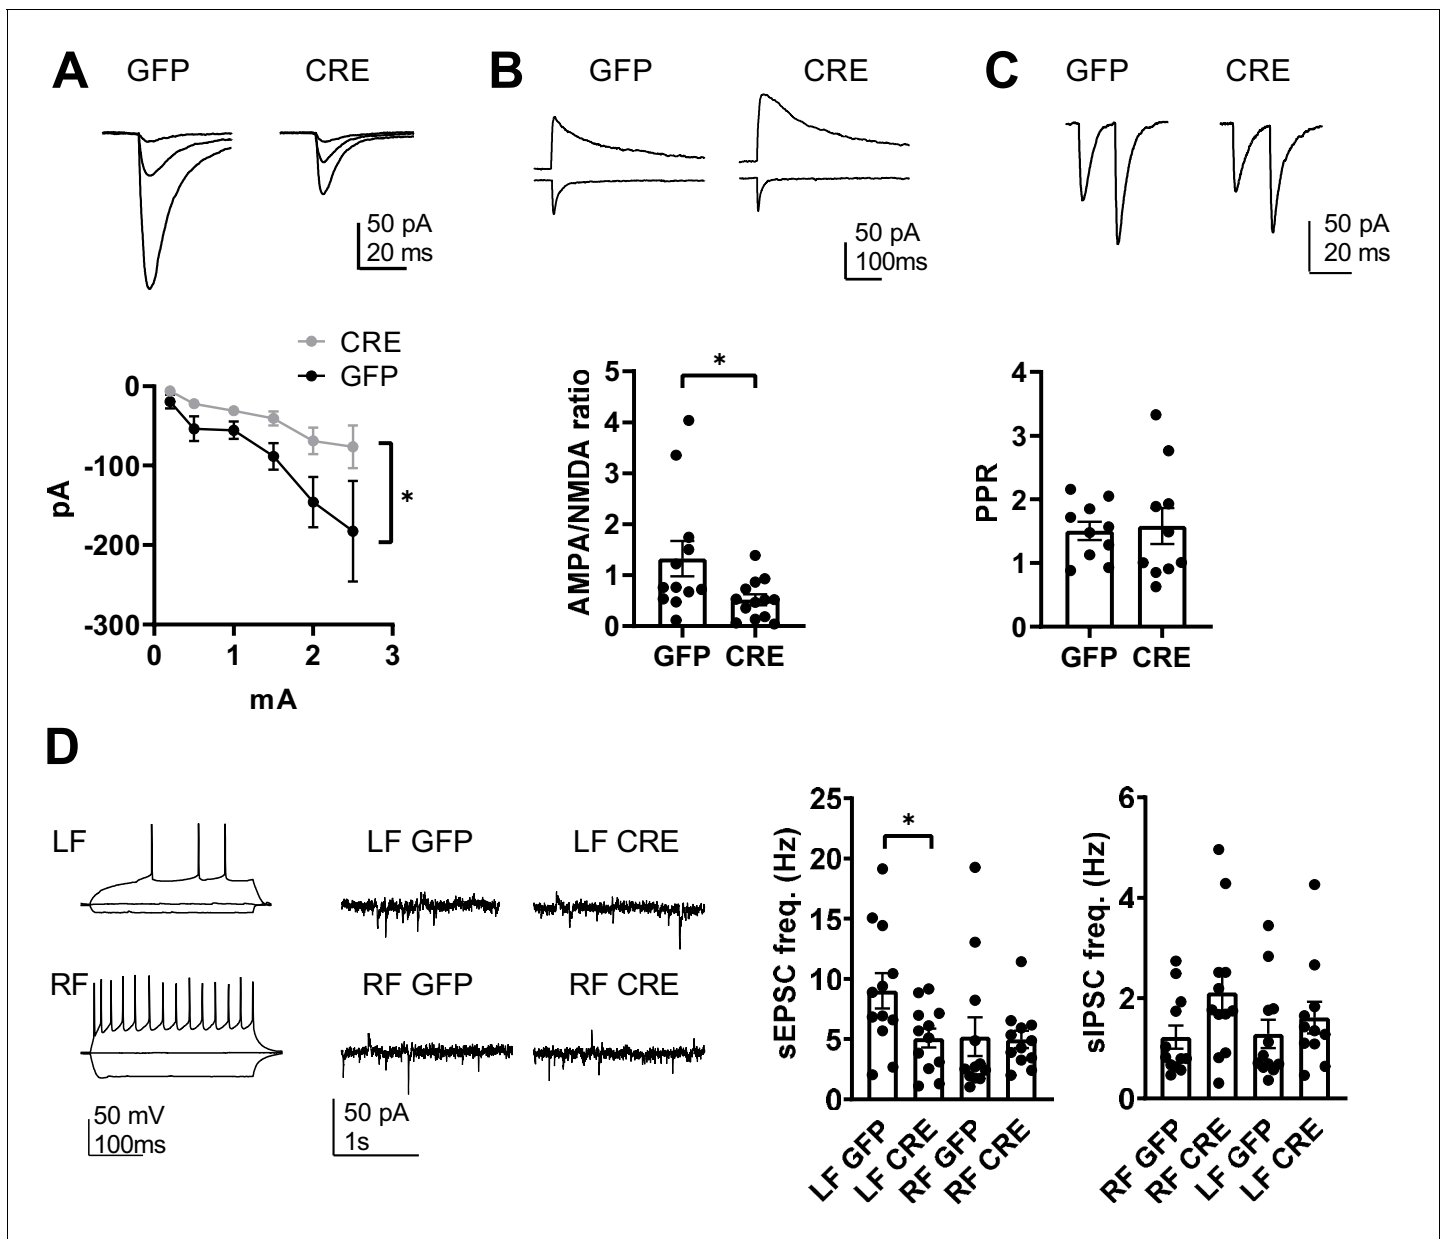 A
GFP
CRE
50 pA
20 ms
CRE
GFP
0
-100
-200
-300
pA
0
1
2
3
mA
*
B
GFP
CRE
50 pA
100ms
AMPA/NMDA ratio
5
4
3
2
1
0
*
GFP
CRE
C
GFP
CRE
50 pA
20 ms
PPR
4
3
2
1
0
GFP
CRE
D
LF
RF
50 mV
100ms
LF GFP
LF CRE
RF GFP
RF CRE
50 pA
1s
sEPSC freq. (Hz)
25
20
15
10
5
0
*
LF GFP
LF CRE
RF GFP
RF CRE
sIPSC freq. (Hz)
6
4
2
0
RF GFP
RF CRE
LF GFP
LF CRE